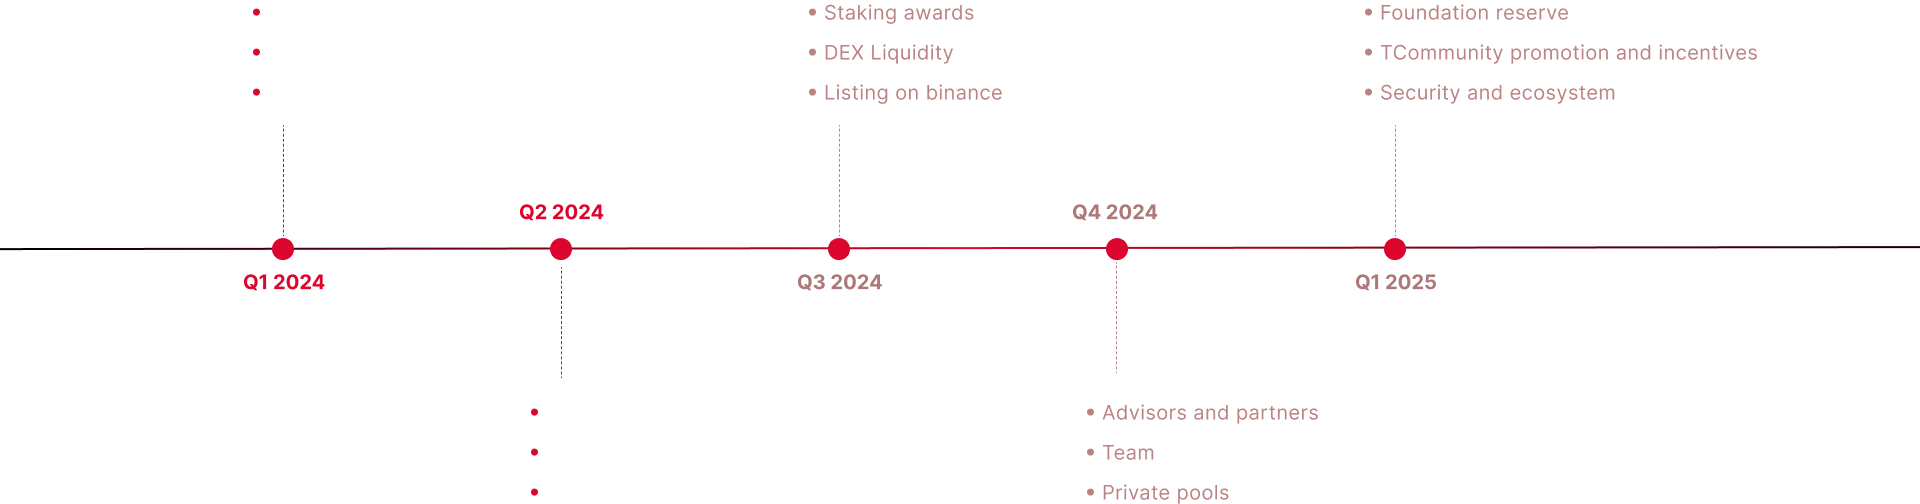 • Staking awards
• DEX Liquidity
• Listing on binance
• Foundation reserve
• TCommunity promotion and incentives
• Security and ecosystem
Q2 2024
Q4 2024
Q1 2024
Q3 2024
Q1 2025
• Advisors and partners
• Team
• Private pools